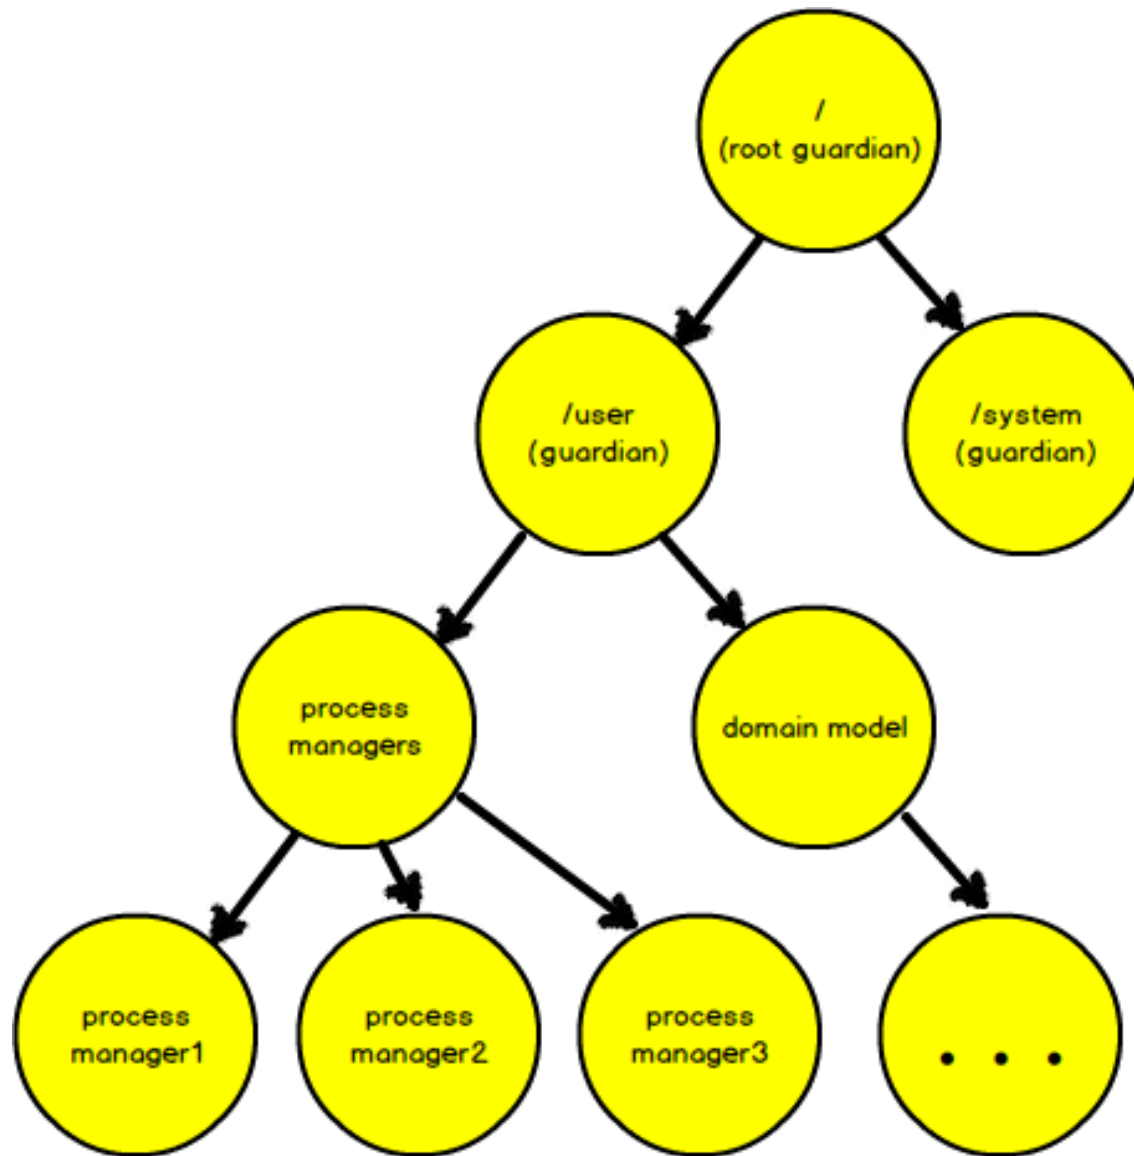 /
(root guardian)
/user
(guardian)
/system
(guardian)
process
managers
domain model
process
manager1
process
manager2
process
manager3
. . .